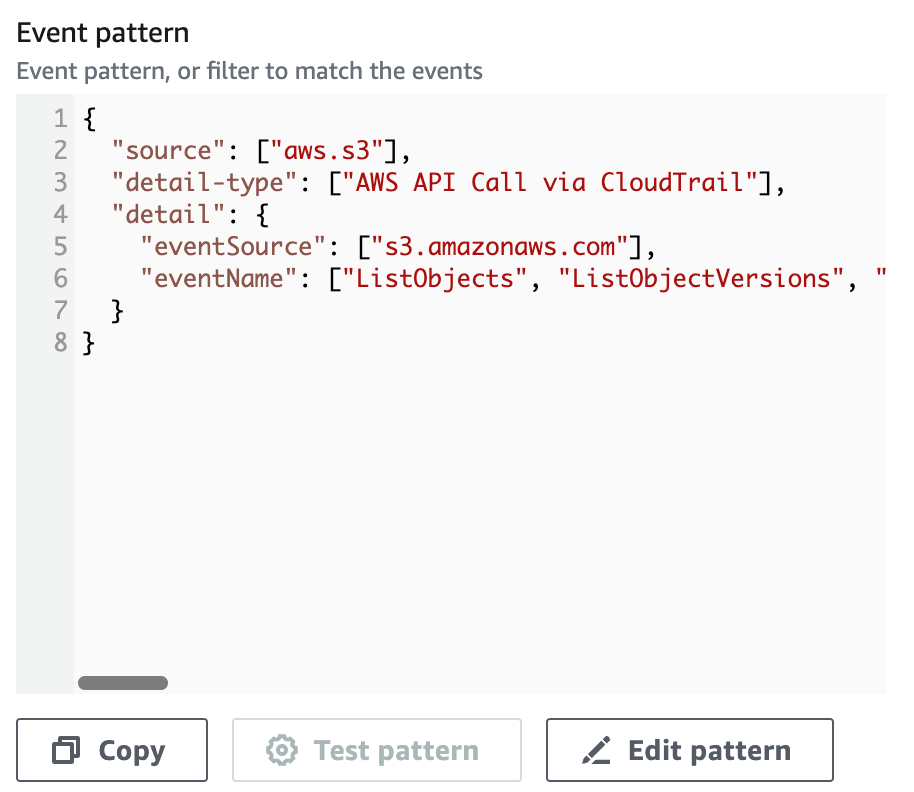 Event pattern
Event pattern, or filter to match the events
1 {
2   "source": ["aws.s3"],
3   "detail-type": ["AWS API Call via CloudTrail"],
4   "detail": {
5     "eventSource": ["s3.amazonaws.com"],
6     "eventName": ["ListObjects", "ListObjectVersions", "
7   }
8 }
Copy Test pattern Edit pattern